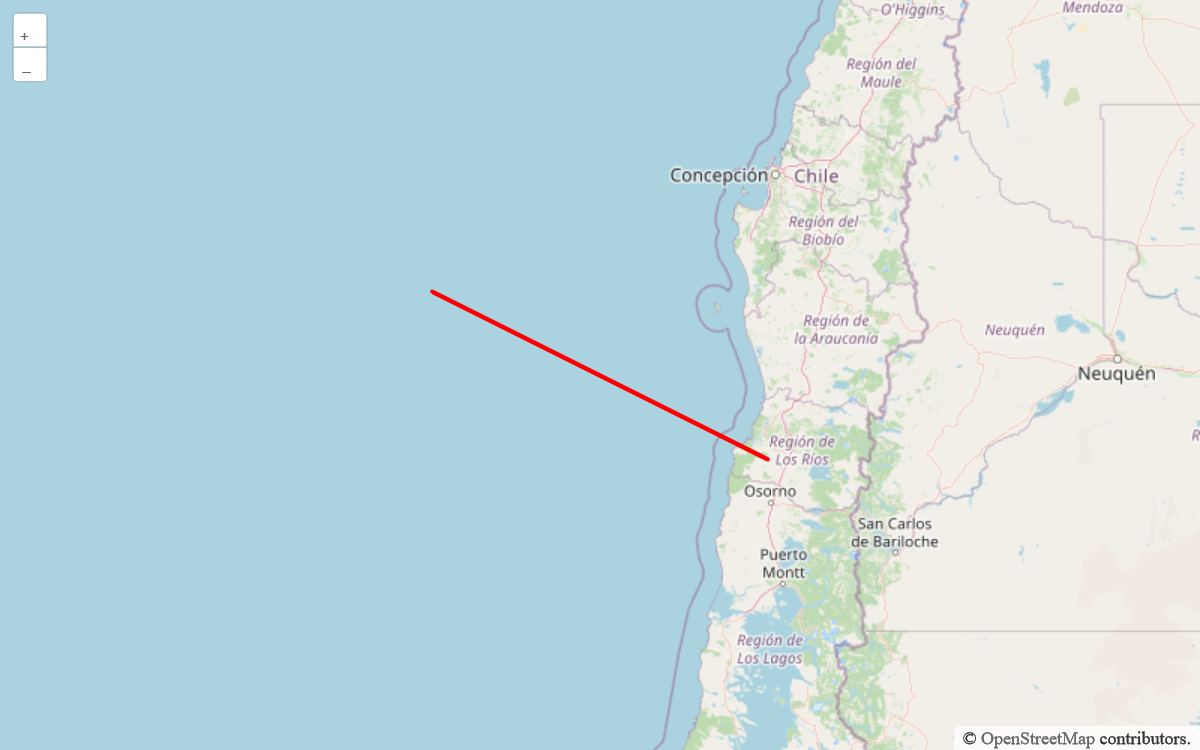 +
–
O'Higgins
Mendoza
Región del
Maule
Concepción
Chile
Región del
Biobío
Región de
la Araucanía
Neuquén
Neuquén
Región de
Los Ríos
Osorno
R
San Carlos
de Bariloche
Puerto
Montt
Región de
Los Lagos
© OpenStreetMap contributors.